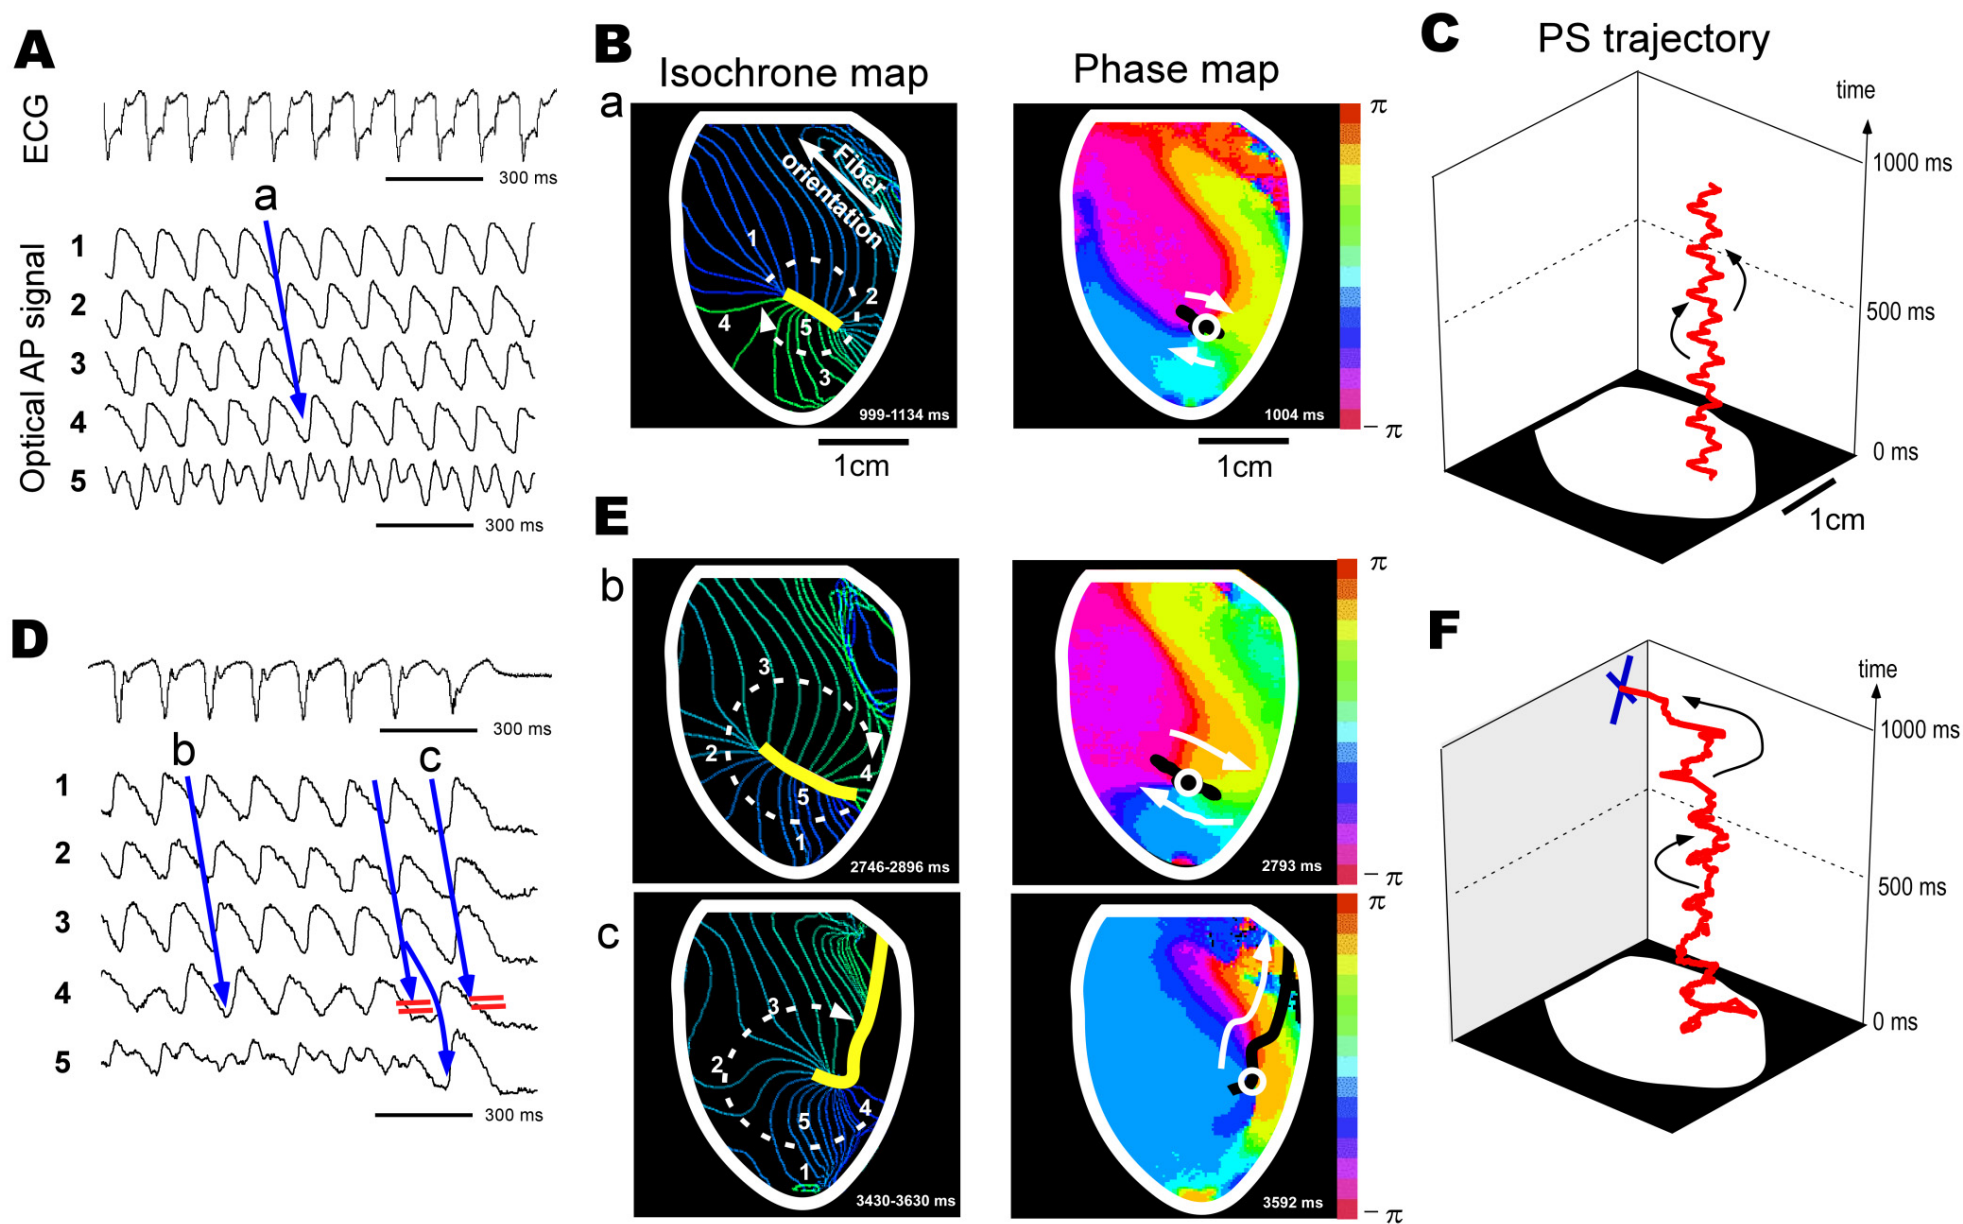 A
ECG
300 ms
a
Optical AP signal
1
2
3
4
5
300 ms
B
Isochrone map
Phase map
a
Fiber
orientation
1
2
3
4
5
999-1134 ms
1cm
π
1004 ms
− π
1cm
C
PS trajectory
time
1000 ms
500 ms
0 ms
1cm
D
300 ms
b
c
1
2
3
4
5
300 ms
E
b
3
2
4
5
1
2746-2896 ms
π
2793 ms
− π
c
3
2
4
5
1
3430-3630 ms
π
3592 ms
− π
F
time
1000 ms
500 ms
0 ms